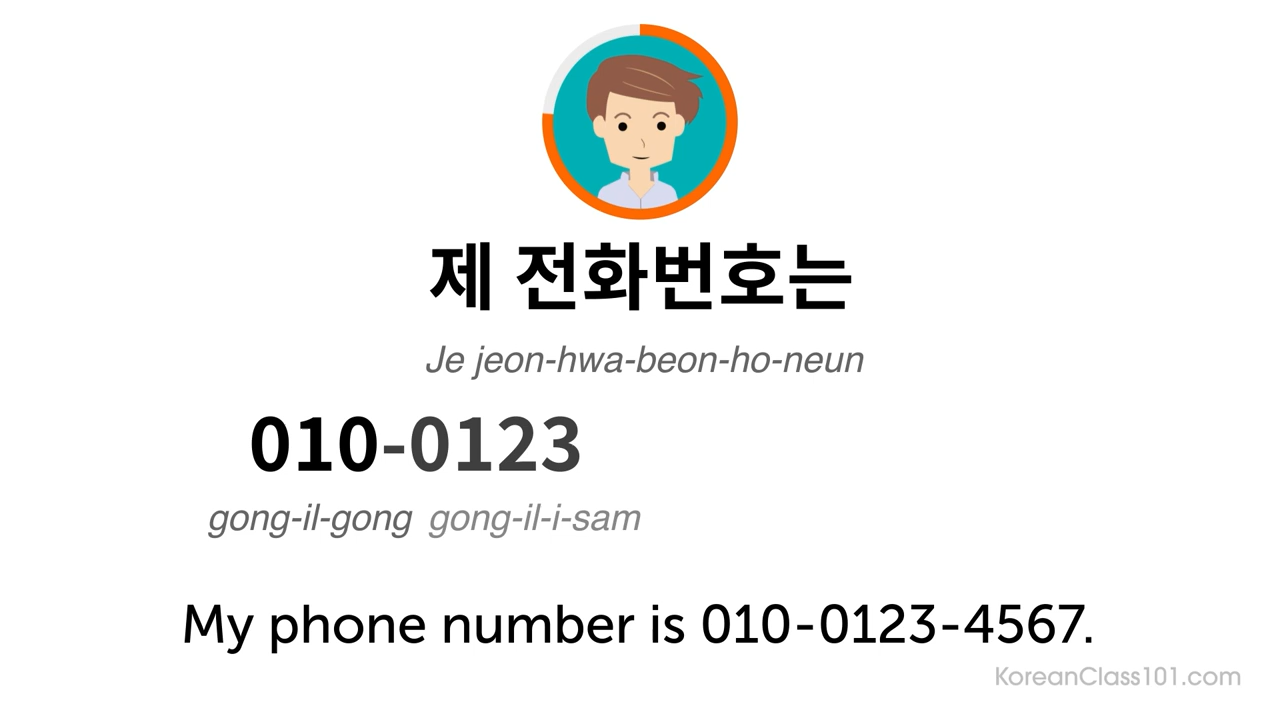 제 전화번호는
Je jeon-hwa-beon-ho-neun
010-0123
gong-il-gong gong-il-i-sam
My phone number is 010-0123-4567.
KoreanClass101.com